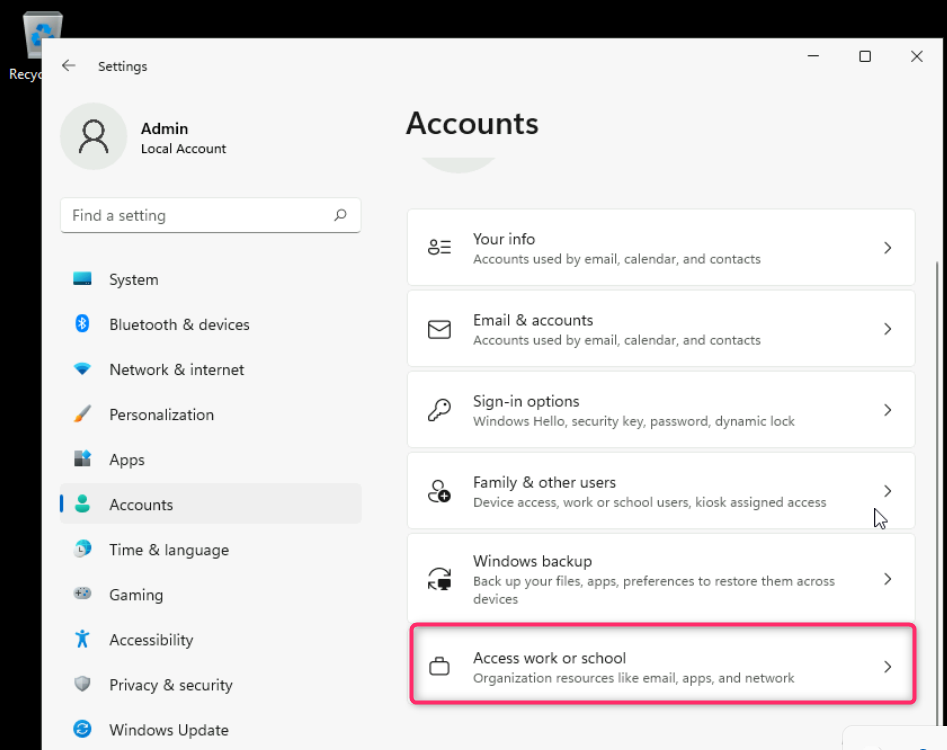 Recyc
Settings
Admin
Local Account
Find a setting
System
Bluetooth & devices
Network & internet
Personalization
Apps
Accounts
Time & language
Gaming
Accessibility
Privacy & security
Windows Update
Accounts
Your info
Accounts used by email, calendar, and contacts
Email & accounts
Accounts used by email, calendar, and contacts
Sign-in options
Windows Hello, security key, password, dynamic lock
Family & other users
Device access, work or school users, kiosk assigned access
Windows backup
Back up your files, apps, preferences to restore them across
devices
Access work or school
Organization resources like email, apps, and network